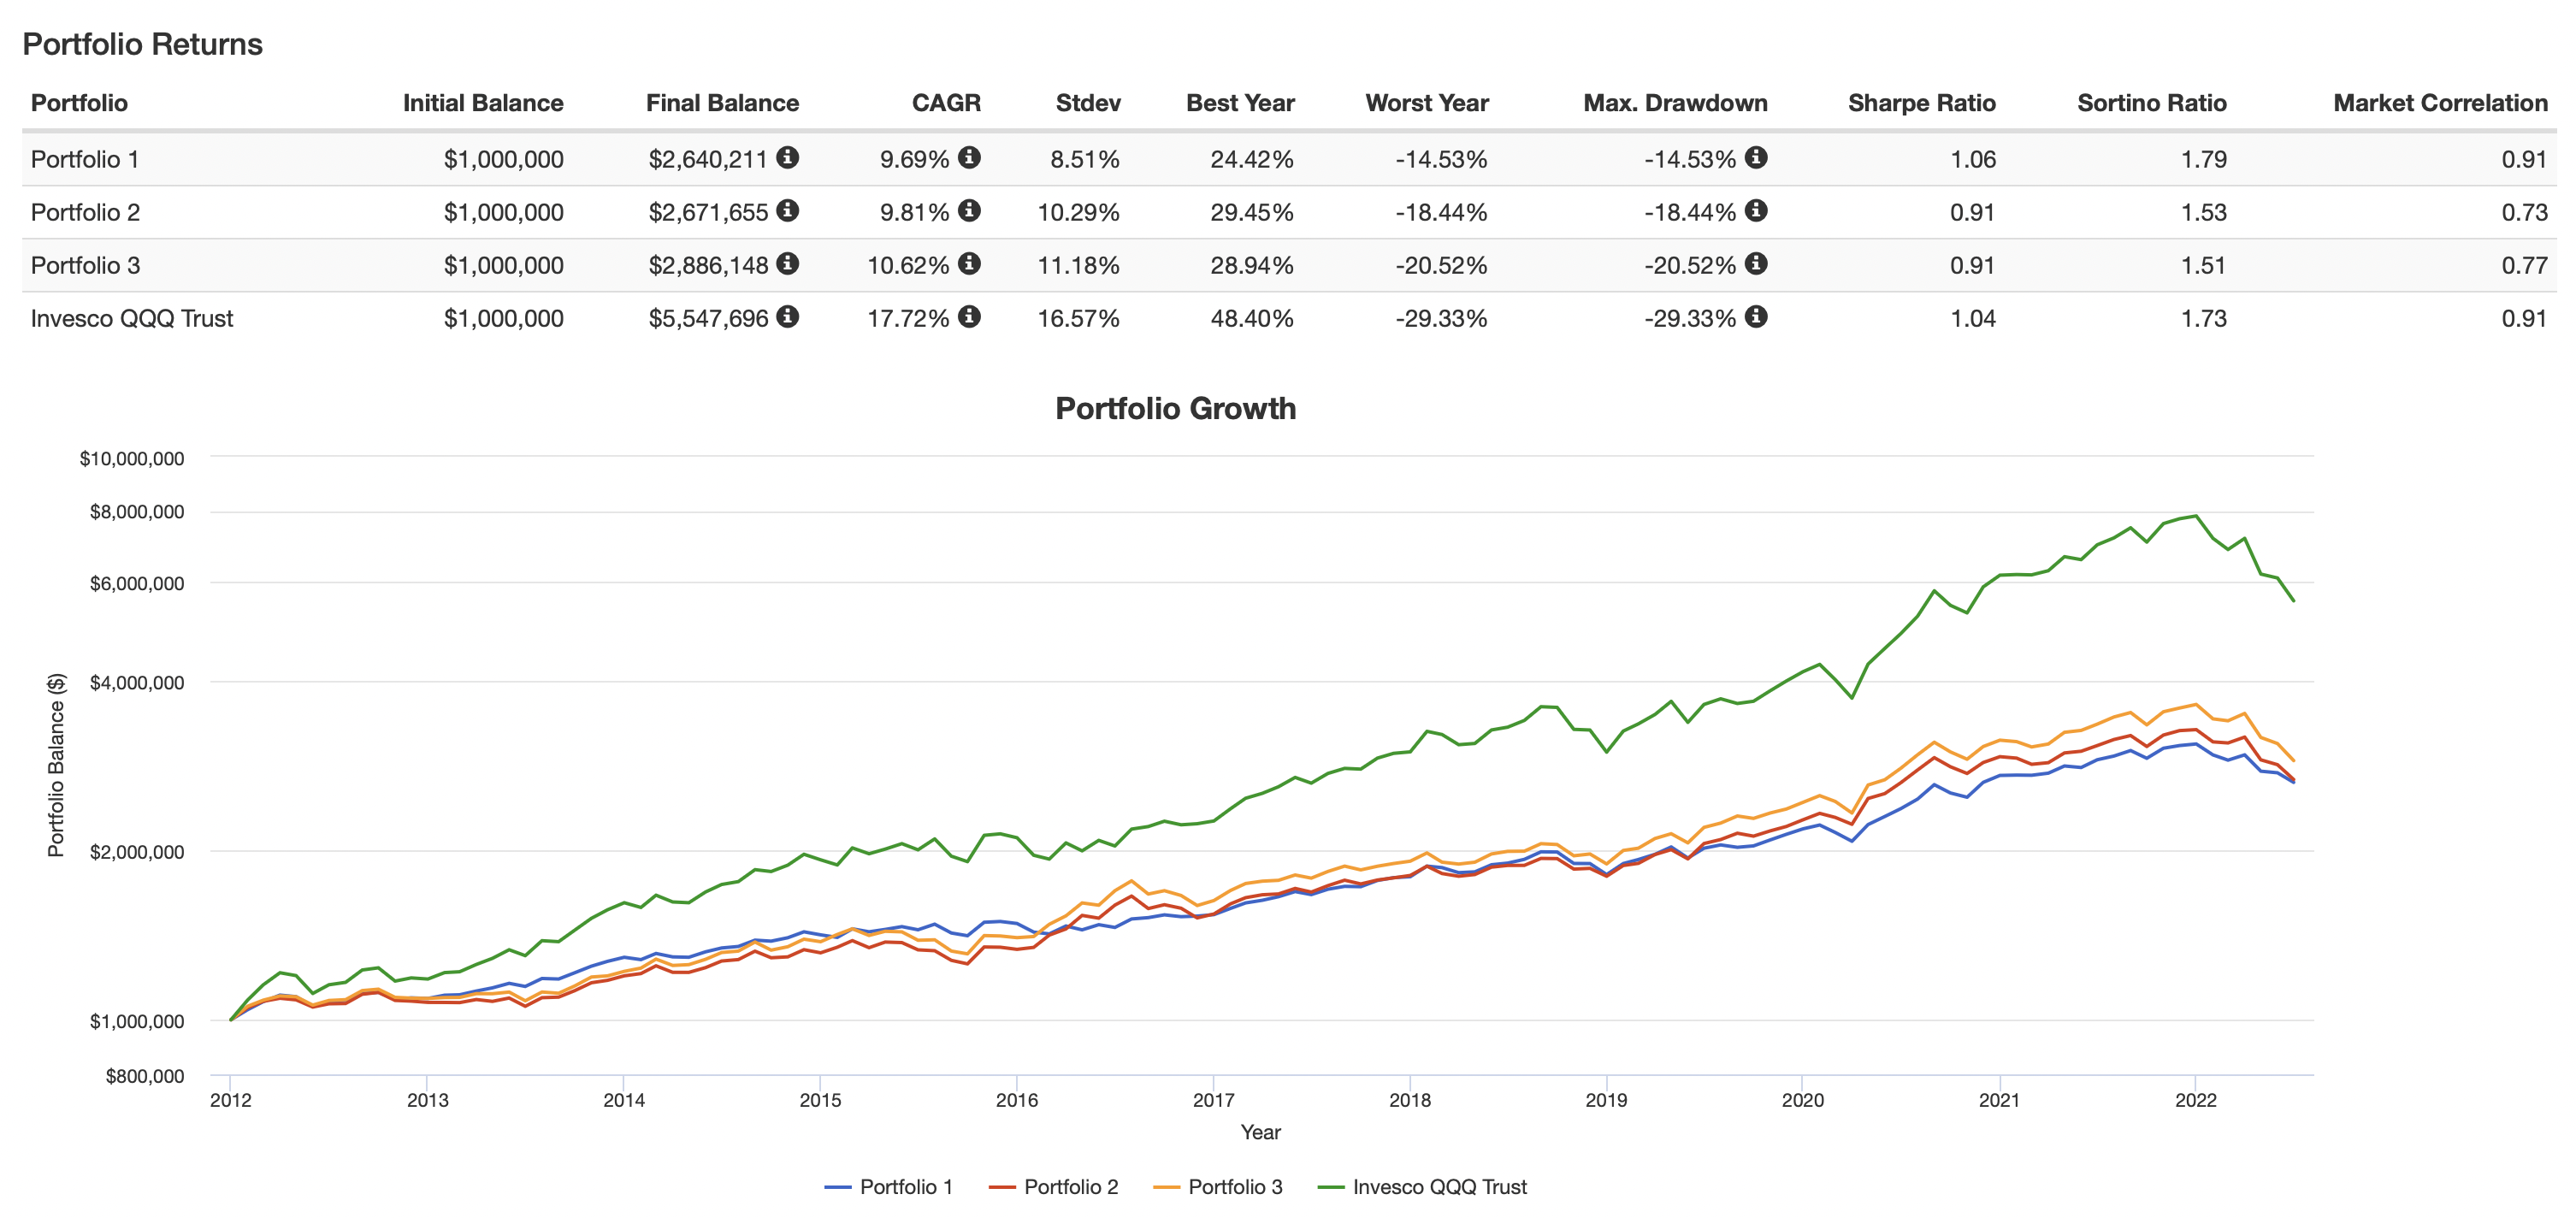 Portfolio Returns
Portfolio Initial Balance Final Balance CAGR Stdev Best Year Worst Year Max. Drawdown Sharpe Ratio Sortino Ratio Market Correlation
Portfolio 1 $1,000,000 $2,640,211 9.69% 8.51% 24.42% -14.53% -14.53% 1.06 1.79 0.91
Portfolio 2 $1,000,000 $2,671,655 9.81% 10.29% 29.45% -18.44% -18.44% 0.91 1.53 0.73
Portfolio 3 $1,000,000 $2,886,148 10.62% 11.18% 28.94% -20.52% -20.52% 0.91 1.51 0.77
Invesco QQQ Trust $1,000,000 $5,547,696 17.72% 16.57% 48.40% -29.33% -29.33% 1.04 1.73 0.91
Portfolio Growth
Portfolio Balance ($)
$10,000,000
$8,000,000
$6,000,000
$4,000,000
$2,000,000
$1,000,000
$800,000
2012 2013 2014 2015 2016 2017 2018 2019 2020 2021 2022
Year
Portfolio 1 Portfolio 2 Portfolio 3 Invesco QQQ Trust